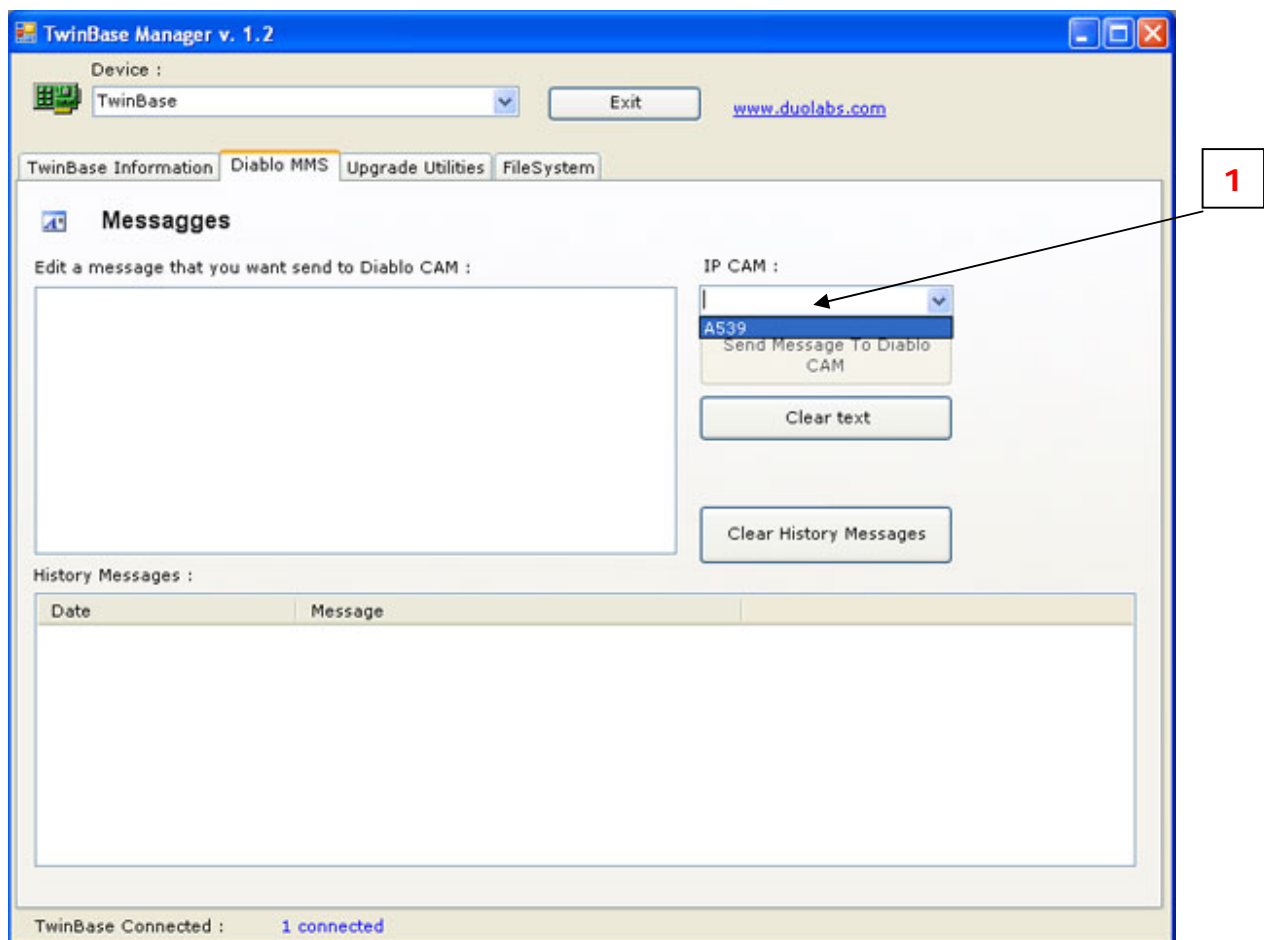 TwinBase Manager v. 1.2
Device :
TwinBase
Exit
www.duolabs.com
TwinBase Information Diablo MMS Upgrade Utilities FileSystem
1
Messagges
Edit a message that you want send to Diablo CAM :
IP CAM :
A539
Send Message To Diablo
CAM
Clear text
Clear History Messages
History Messages :
Date Message
TwinBase Connected : 1 connected